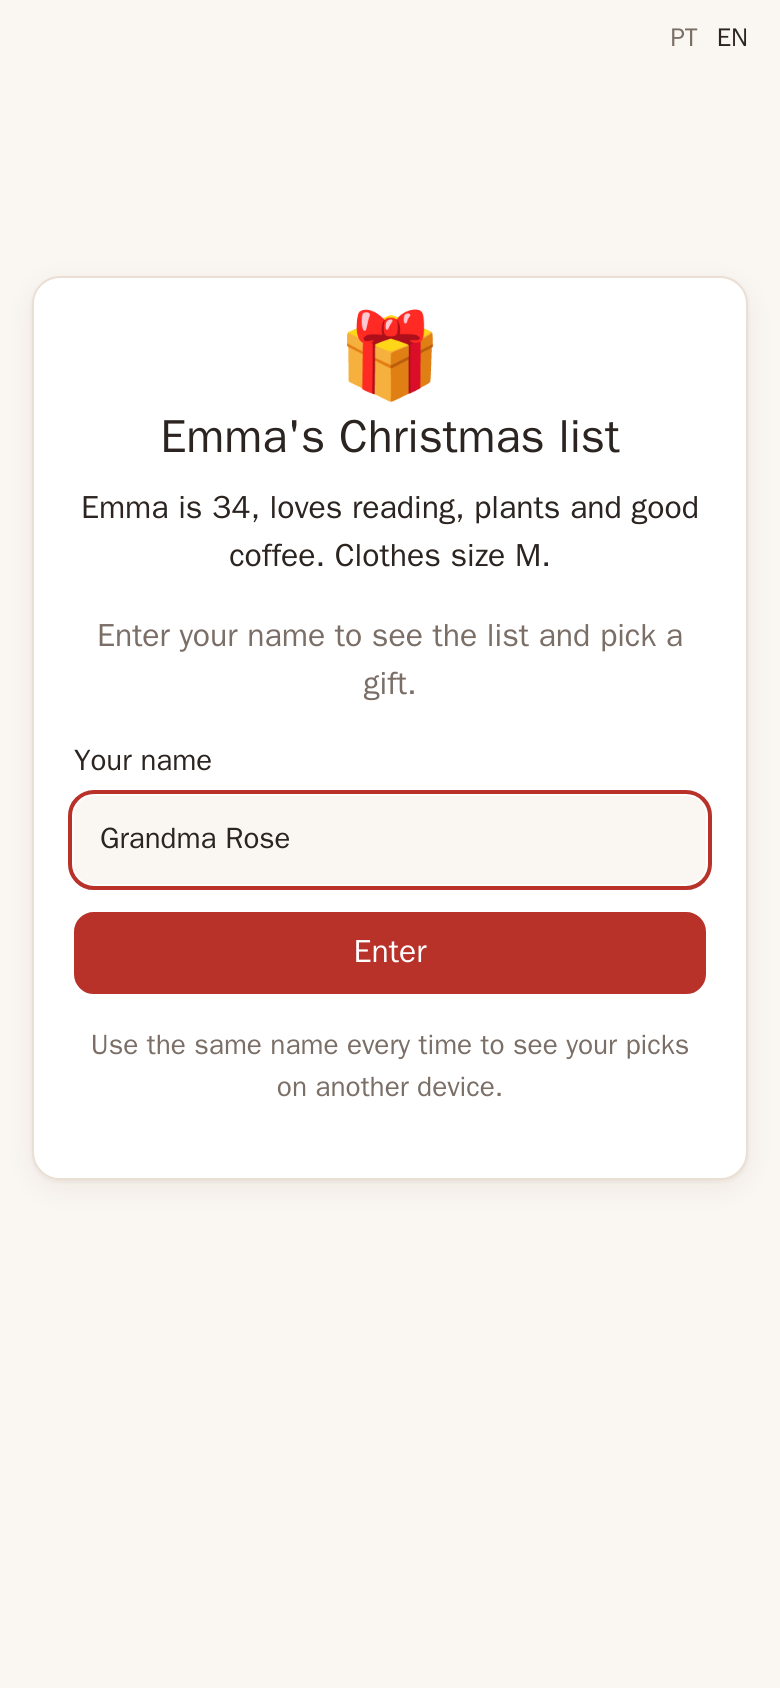 PT EN
Emma's Christmas list
Emma is 34, loves reading, plants and good
coffee. Clothes size M.
Enter your name to see the list and pick a
gift.
Your name
Grandma Rose
Enter
Use the same name every time to see your picks
on another device.